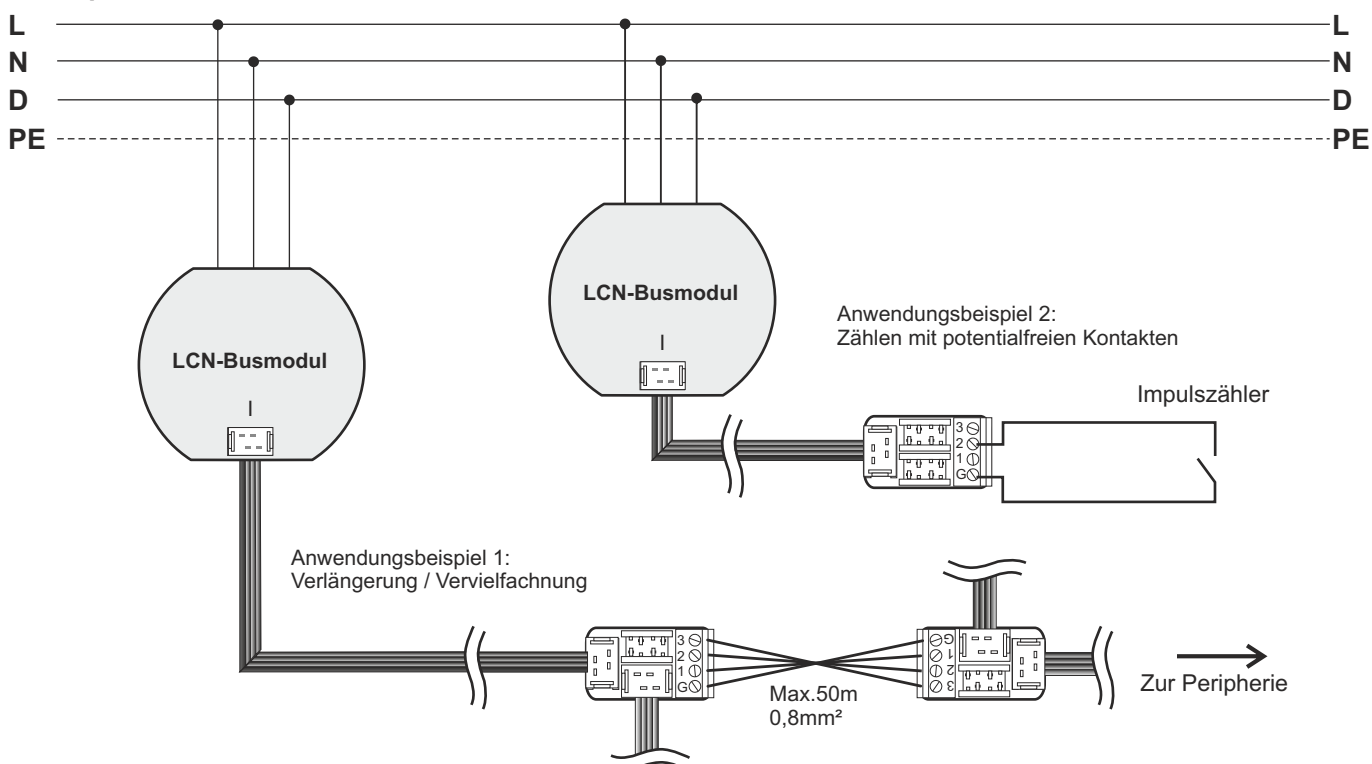 L L
N N
D D
PE PE
LCN-Busmodul
I
LCN-Busmodul
I
Anwendungsbeispiel 2:
Zählen mit potentialfreien Kontakten
Impulszähler
3
2
1
G
Anwendungsbeispiel 1:
Verlängerung / Vervielfachnung
3
2
1
G
Max.50m
0,8mm²
G
1
2
3
Zur Peripherie